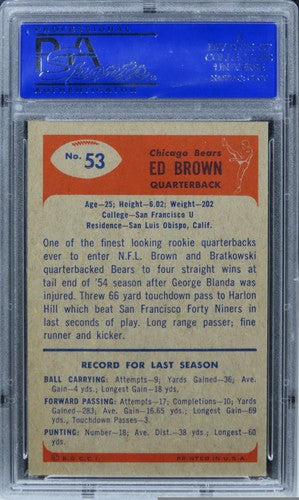 PROFESSIONAL
PSA
Sports
AUTHENTICATOR
No. 53
Chicago Bears
ED BROWN
QUARTERBACK
Age—25; Height—6.02; Weight—202
College—San Francisco U
Residence—San Luis Obispo, Calif.
One of the finest looking rookie quarterbacks
ever to enter N.F.L. Brown and Bratkowski
quarterbacked Bears to four straight wins at
tail end of '54 season after George Blanda was
injured. Threw 66 yard touchdown pass to Harlon
Hill which beat San Francisco Forty Niners in
last seconds of play. Long range passer; fine
runner and kicker.
RECORD FOR LAST SEASON
BALL CARRYING: Attempts—9; Yards Gained—36; Ave.
Gain—4 yds.; Longest Gain—18 yds.
FORWARD PASSING: Attempts—17; Completions—10; Yards
Gained—283; Ave. Gain—16.65 yds.; Longest Gain—69
yds., Touchdown Passes—3.
PUNTING: Number—18; Ave. Dist.—38 yds.; Longest—60
yds.
© B.G.C.I.
PRINTED IN U.S.A.